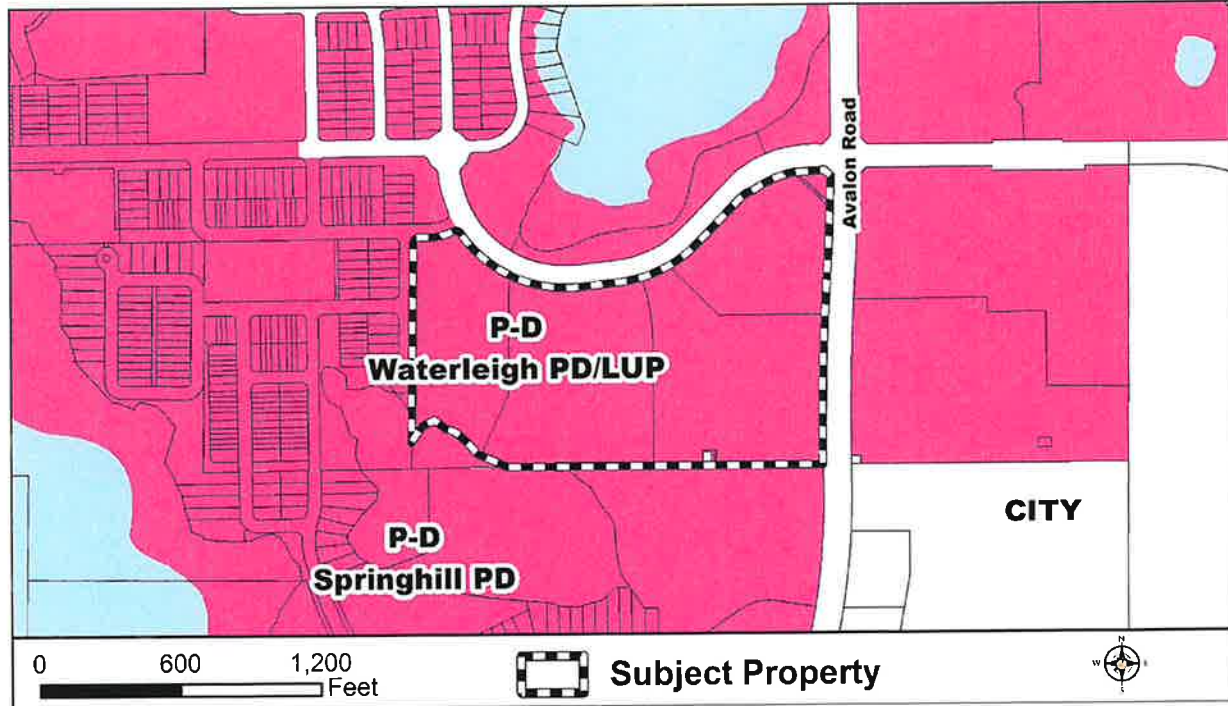 Avalon Road
P-D
Waterleigh PD/LUP
CITY
P-D
Springhill PD
0 600 1,200
Feet
Subject Property
N
W E
S